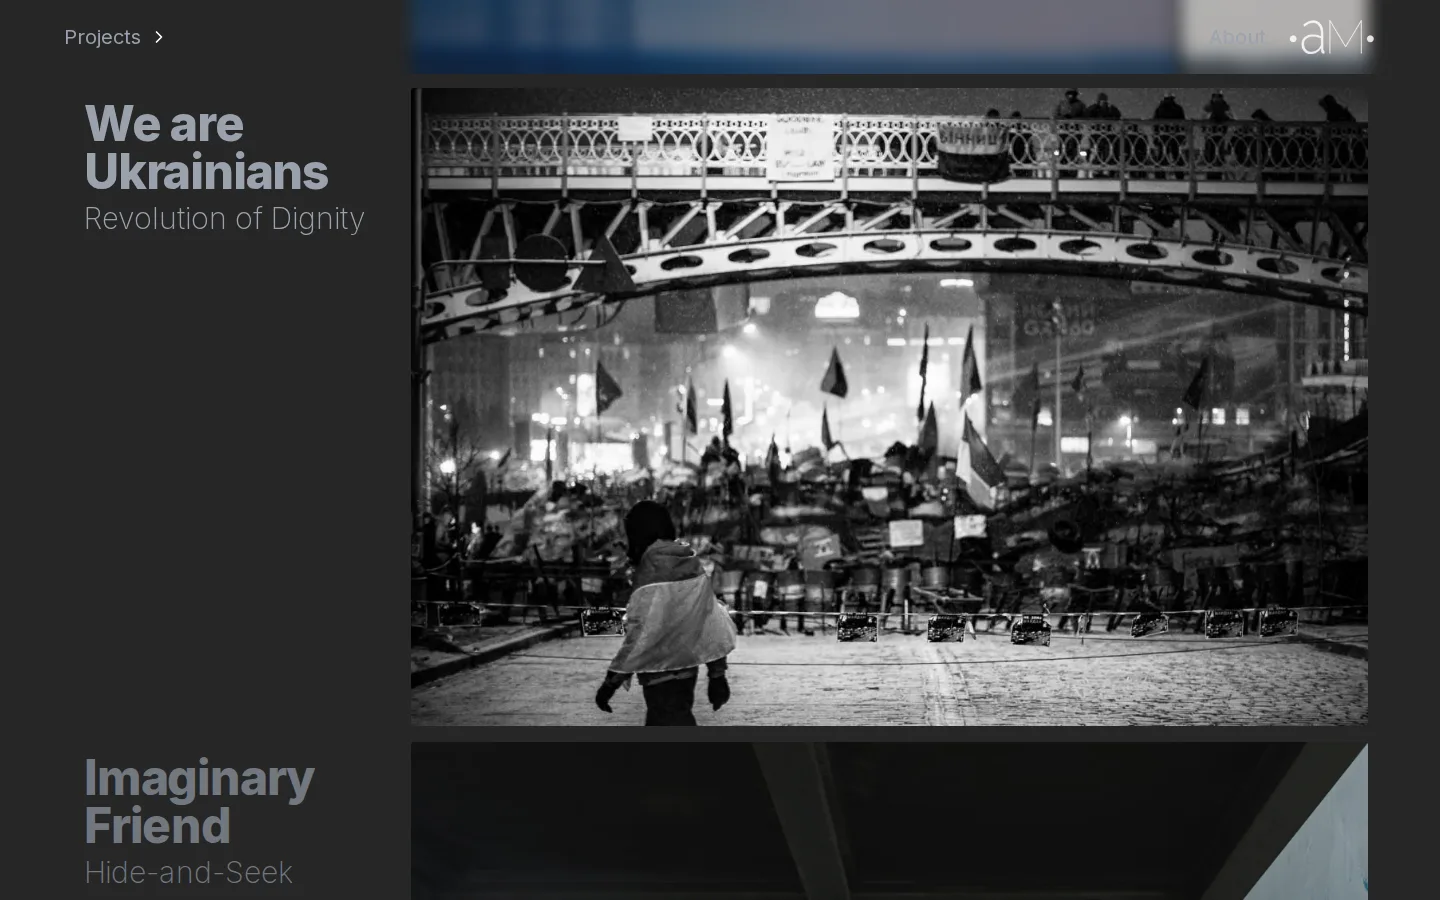 Projects
About
aM
We are
Ukrainians
Revolution of Dignity
Imaginary
Friend
Hide-and-Seek